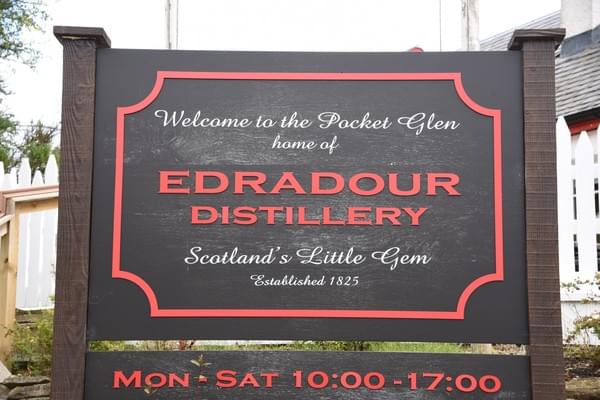 Welcome to the Pocket Glen
home of
EDRADOUR
DISTILLERY
Scotland's Little Gem
Established 1825
MON - SAT 10:00 -17:00